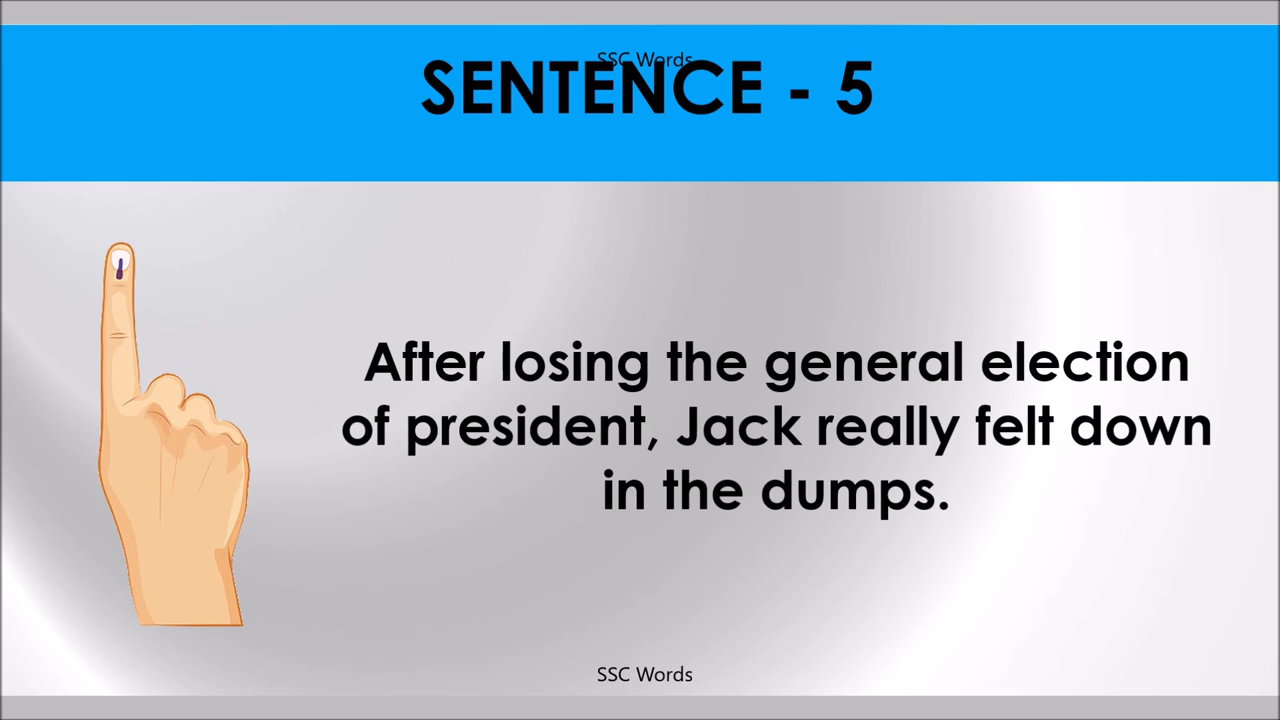 SSC Words
SENTENCE - 5
After losing the general election
of president, Jack really felt down
in the dumps.
SSC Words